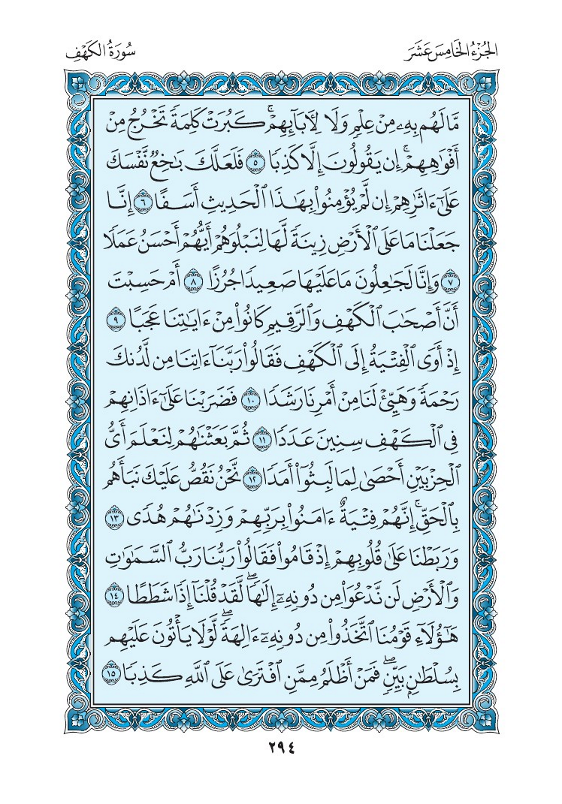 الجُزْءُ الخَامِسَ عَشَرَ
سُورَةُ الكَهْفِ
مَّا لَهُم بِهِۦ مِنْ عِلْمٍ وَلَا لِأٓبَآئِهِمْۚ كَبُرَتْ كَلِمَةً تَخْرُجُ مِنْ
أَفْوَٰهِهِمْۚ إِن يَقُولُونَ إِلَّا كَذِبًا ٥ فَلَعَلَّكَ بَٰخِعٌ نَّفْسَكَ
عَلَىٰٓ ءَاثَٰرِهِمْ إِن لَّمْ يُؤْمِنُوا۟ بِهَٰذَا ٱلْحَدِيثِ أَسَفًا ٦ إِنَّا
جَعَلْنَا مَا عَلَى ٱلْأَرْضِ زِينَةً لَّهَا لِنَبْلُوَهُمْ أَيُّهُمْ أَحْسَنُ عَمَلًا
٧ وَإِنَّا لَجَٰعِلُونَ مَا عَلَيْهَا صَعِيدًا جُرُزًا ٨ أَمْ حَسِبْتَ
أَنَّ أَصْحَٰبَ ٱلْكَهْفِ وَٱلرَّقِيمِ كَانُوا۟ مِنْ ءَايَٰتِنَا عَجَبًا ٩
إِذْ أَوَى ٱلْفِتْيَةُ إِلَى ٱلْكَهْفِ فَقَالُوا۟ رَبَّنَآ ءَاتِنَا مِن لَّدُنكَ
رَحْمَةً وَهَيِّئْ لَنَا مِنْ أَمْرِنَا رَشَدًا ١٠ فَضَرَبْنَا عَلَىٰٓ ءَاذَانِهِمْ
فِى ٱلْكَهْفِ سِنِينَ عَدَدًا ١١ ثُمَّ بَعَثْنَٰهُمْ لِنَعْلَمَ أَىُّ
ٱلْحِزْبَيْنِ أَحْصَىٰ لِمَا لَبِثُوٓا۟ أَمَدًا ١٢ نَّحْنُ نَقُصُّ عَلَيْكَ نَبَأَهُم
بِٱلْحَقِّۚ إِنَّهُمْ فِتْيَةٌ ءَامَنُوا۟ بِرَبِّهِمْ وَزِدْنَٰهُمْ هُدًى ١٣
وَرَبَطْنَا عَلَىٰ قُلُوبِهِمْ إِذْ قَامُوا۟ فَقَالُوا۟ رَبُّنَا رَبُّ ٱلسَّمَٰوَٰتِ
وَٱلْأَرْضِ لَن نَّدْعُوَا۟ مِن دُونِهِۦٓ إِلَٰهًاۖ لَّقَدْ قُلْنَآ إِذًا شَطَطًا ١٤
هَٰٓؤُلَآءِ قَوْمُنَا ٱتَّخَذُوا۟ مِن دُونِهِۦٓ ءَالِهَةًۖ لَّوْلَا يَأْتُونَ عَلَيْهِم
بِسُلْطَٰنٍۭ بَيِّنٍۖ فَمَنْ أَظْلَمُ مِمَّنِ ٱفْتَرَىٰ عَلَى ٱللَّهِ كَذِبًا ١٥
٢٩٤